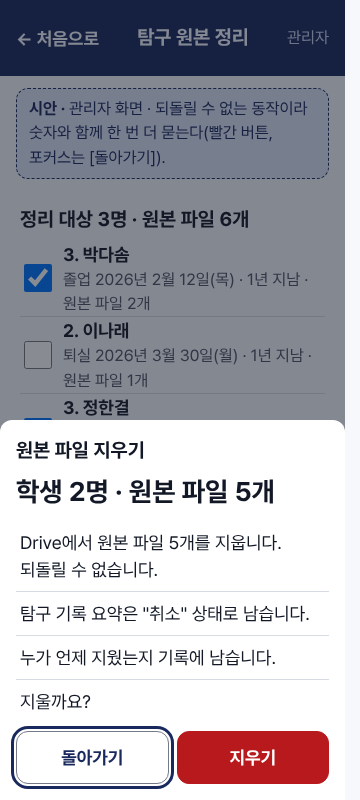 ← 처음으로
탐구 원본 정리
관리자
시안 · 관리자 화면 · 되돌릴 수 없는 동작이라
숫자와 함께 한 번 더 묻는다(빨간 버튼,
포커스는 [돌아가기]).
정리 대상 3명 · 원본 파일 6개
3. 박다솜
졸업 2026년 2월 12일(목) · 1년 지남 ·
원본 파일 2개
2. 이나래
퇴실 2026년 3월 30일(월) · 1년 지남 ·
원본 파일 1개
3. 정한결
원본 파일 지우기
학생 2명 · 원본 파일 5개
Drive에서 원본 파일 5개를 지웁니다.
되돌릴 수 없습니다.
탐구 기록 요약은 "취소" 상태로 남습니다.
누가 언제 지웠는지 기록에 남습니다.
지울까요?
돌아가기
지우기